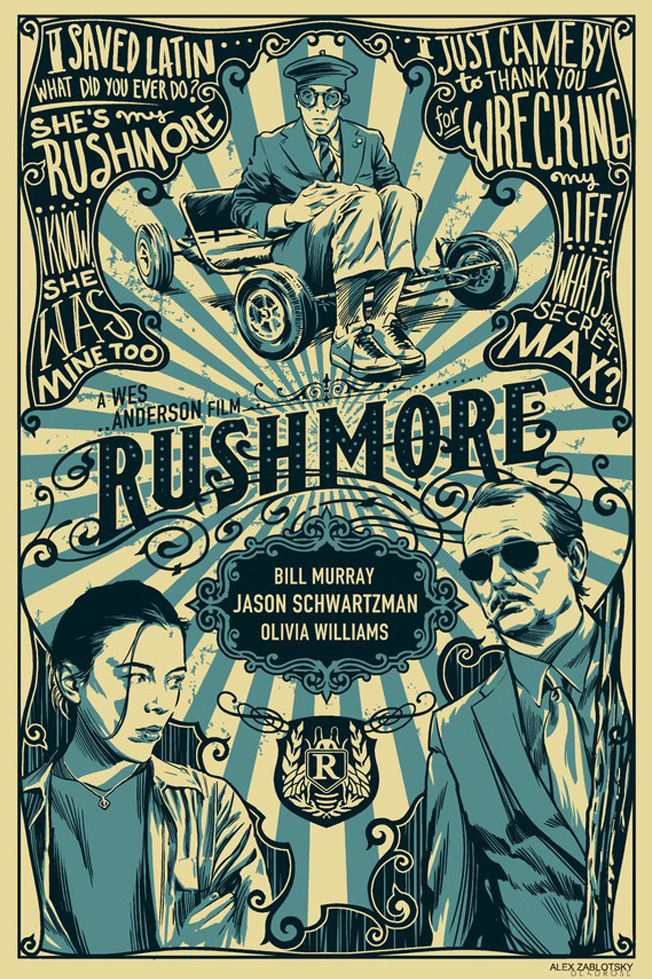 I SAVED LATIN
WHAT DID YOU EVER DO?
SHE'S my
RUSHMORE
I KNOW
SHE
WAS
MINE TOO
I JUST CAME BY
to THANK YOU
for WRECKING
my
LIFE!
WHAT'S the
SECRET,
MAX?
A WES
ANDERSON FILM
RUSHMORE
BILL MURRAY
JASON SCHWARTZMAN
OLIVIA WILLIAMS
R
ALEX ZABLOTSKY